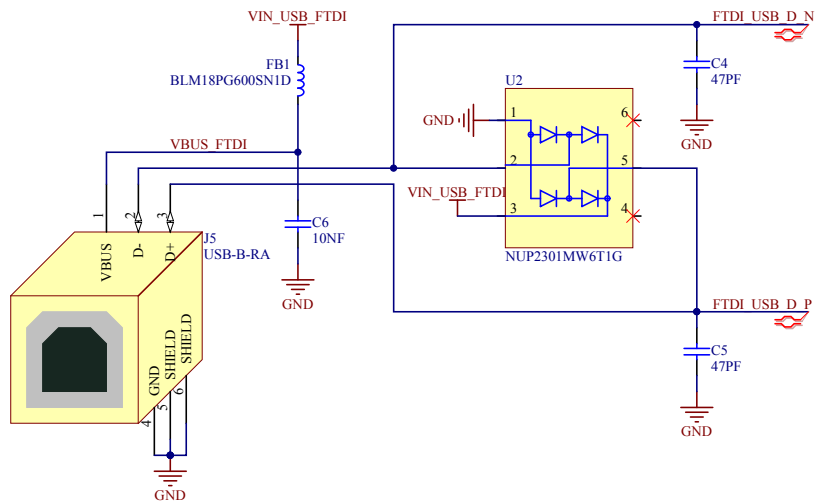 VIN_USB_FTDI
FTDI_USB_D_N
FB1
BLM18PG600SN1D
C4
47PF
GND
U2
GND
1
6
2
5
3
4
VIN_USB_FTDI
NUP2301MW6T1G
VBUS_FTDI
1
2
3
VBUS
D-
D+
J5
USB-B-RA
C6
10NF
GND
FTDI_USB_D_P
C5
47PF
GND
GND
SHIELD
SHIELD
4
5
6
GND